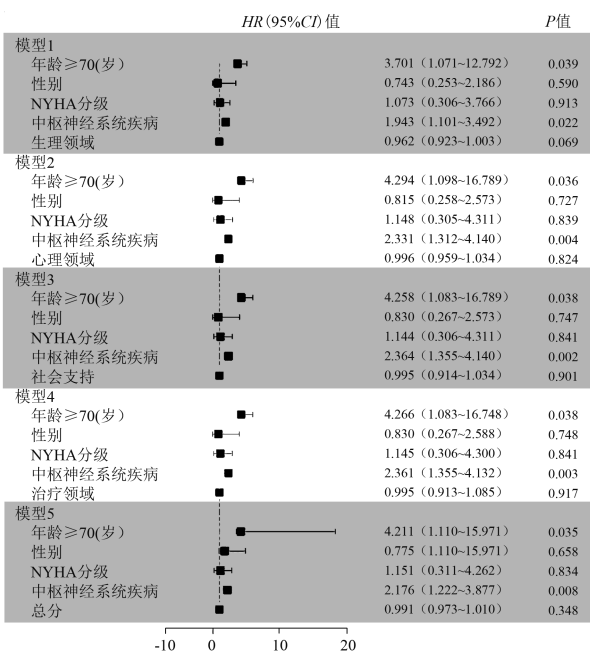 HR(95%CI)值 P值
模型1
年龄≥70(岁) 3.701（1.071~12.792） 0.039
性别 0.743（0.253~2.186） 0.590
NYHA分级 1.073（0.306~3.766） 0.913
中枢神经系统疾病 1.943（1.101~3.492） 0.022
生理领域 0.962（0.923~1.003） 0.069
模型2
年龄≥70(岁) 4.294（1.098~16.789） 0.036
性别 0.815（0.258~2.573） 0.727
NYHA分级 1.148（0.305~4.311） 0.839
中枢神经系统疾病 2.331（1.312~4.140） 0.004
心理领域 0.996（0.959~1.034） 0.824
模型3
年龄≥70(岁) 4.258（1.083~16.789） 0.038
性别 0.830（0.267~2.573） 0.747
NYHA分级 1.144（0.306~4.311） 0.841
中枢神经系统疾病 2.364（1.355~4.140） 0.002
社会支持 0.995（0.914~1.034） 0.901
模型4
年龄≥70(岁) 4.266（1.083~16.748） 0.038
性别 0.830（0.267~2.588） 0.748
NYHA分级 1.145（0.306~4.300） 0.841
中枢神经系统疾病 2.361（1.355~4.132） 0.003
治疗领域 0.995（0.913~1.085） 0.917
模型5
年龄≥70(岁) 4.211（1.110~15.971） 0.035
性别 0.775（1.110~15.971） 0.658
NYHA分级 1.151（0.311~4.262） 0.834
中枢神经系统疾病 2.176（1.222~3.877） 0.008
总分 0.991（0.973~1.010） 0.348
-10 0 10 20